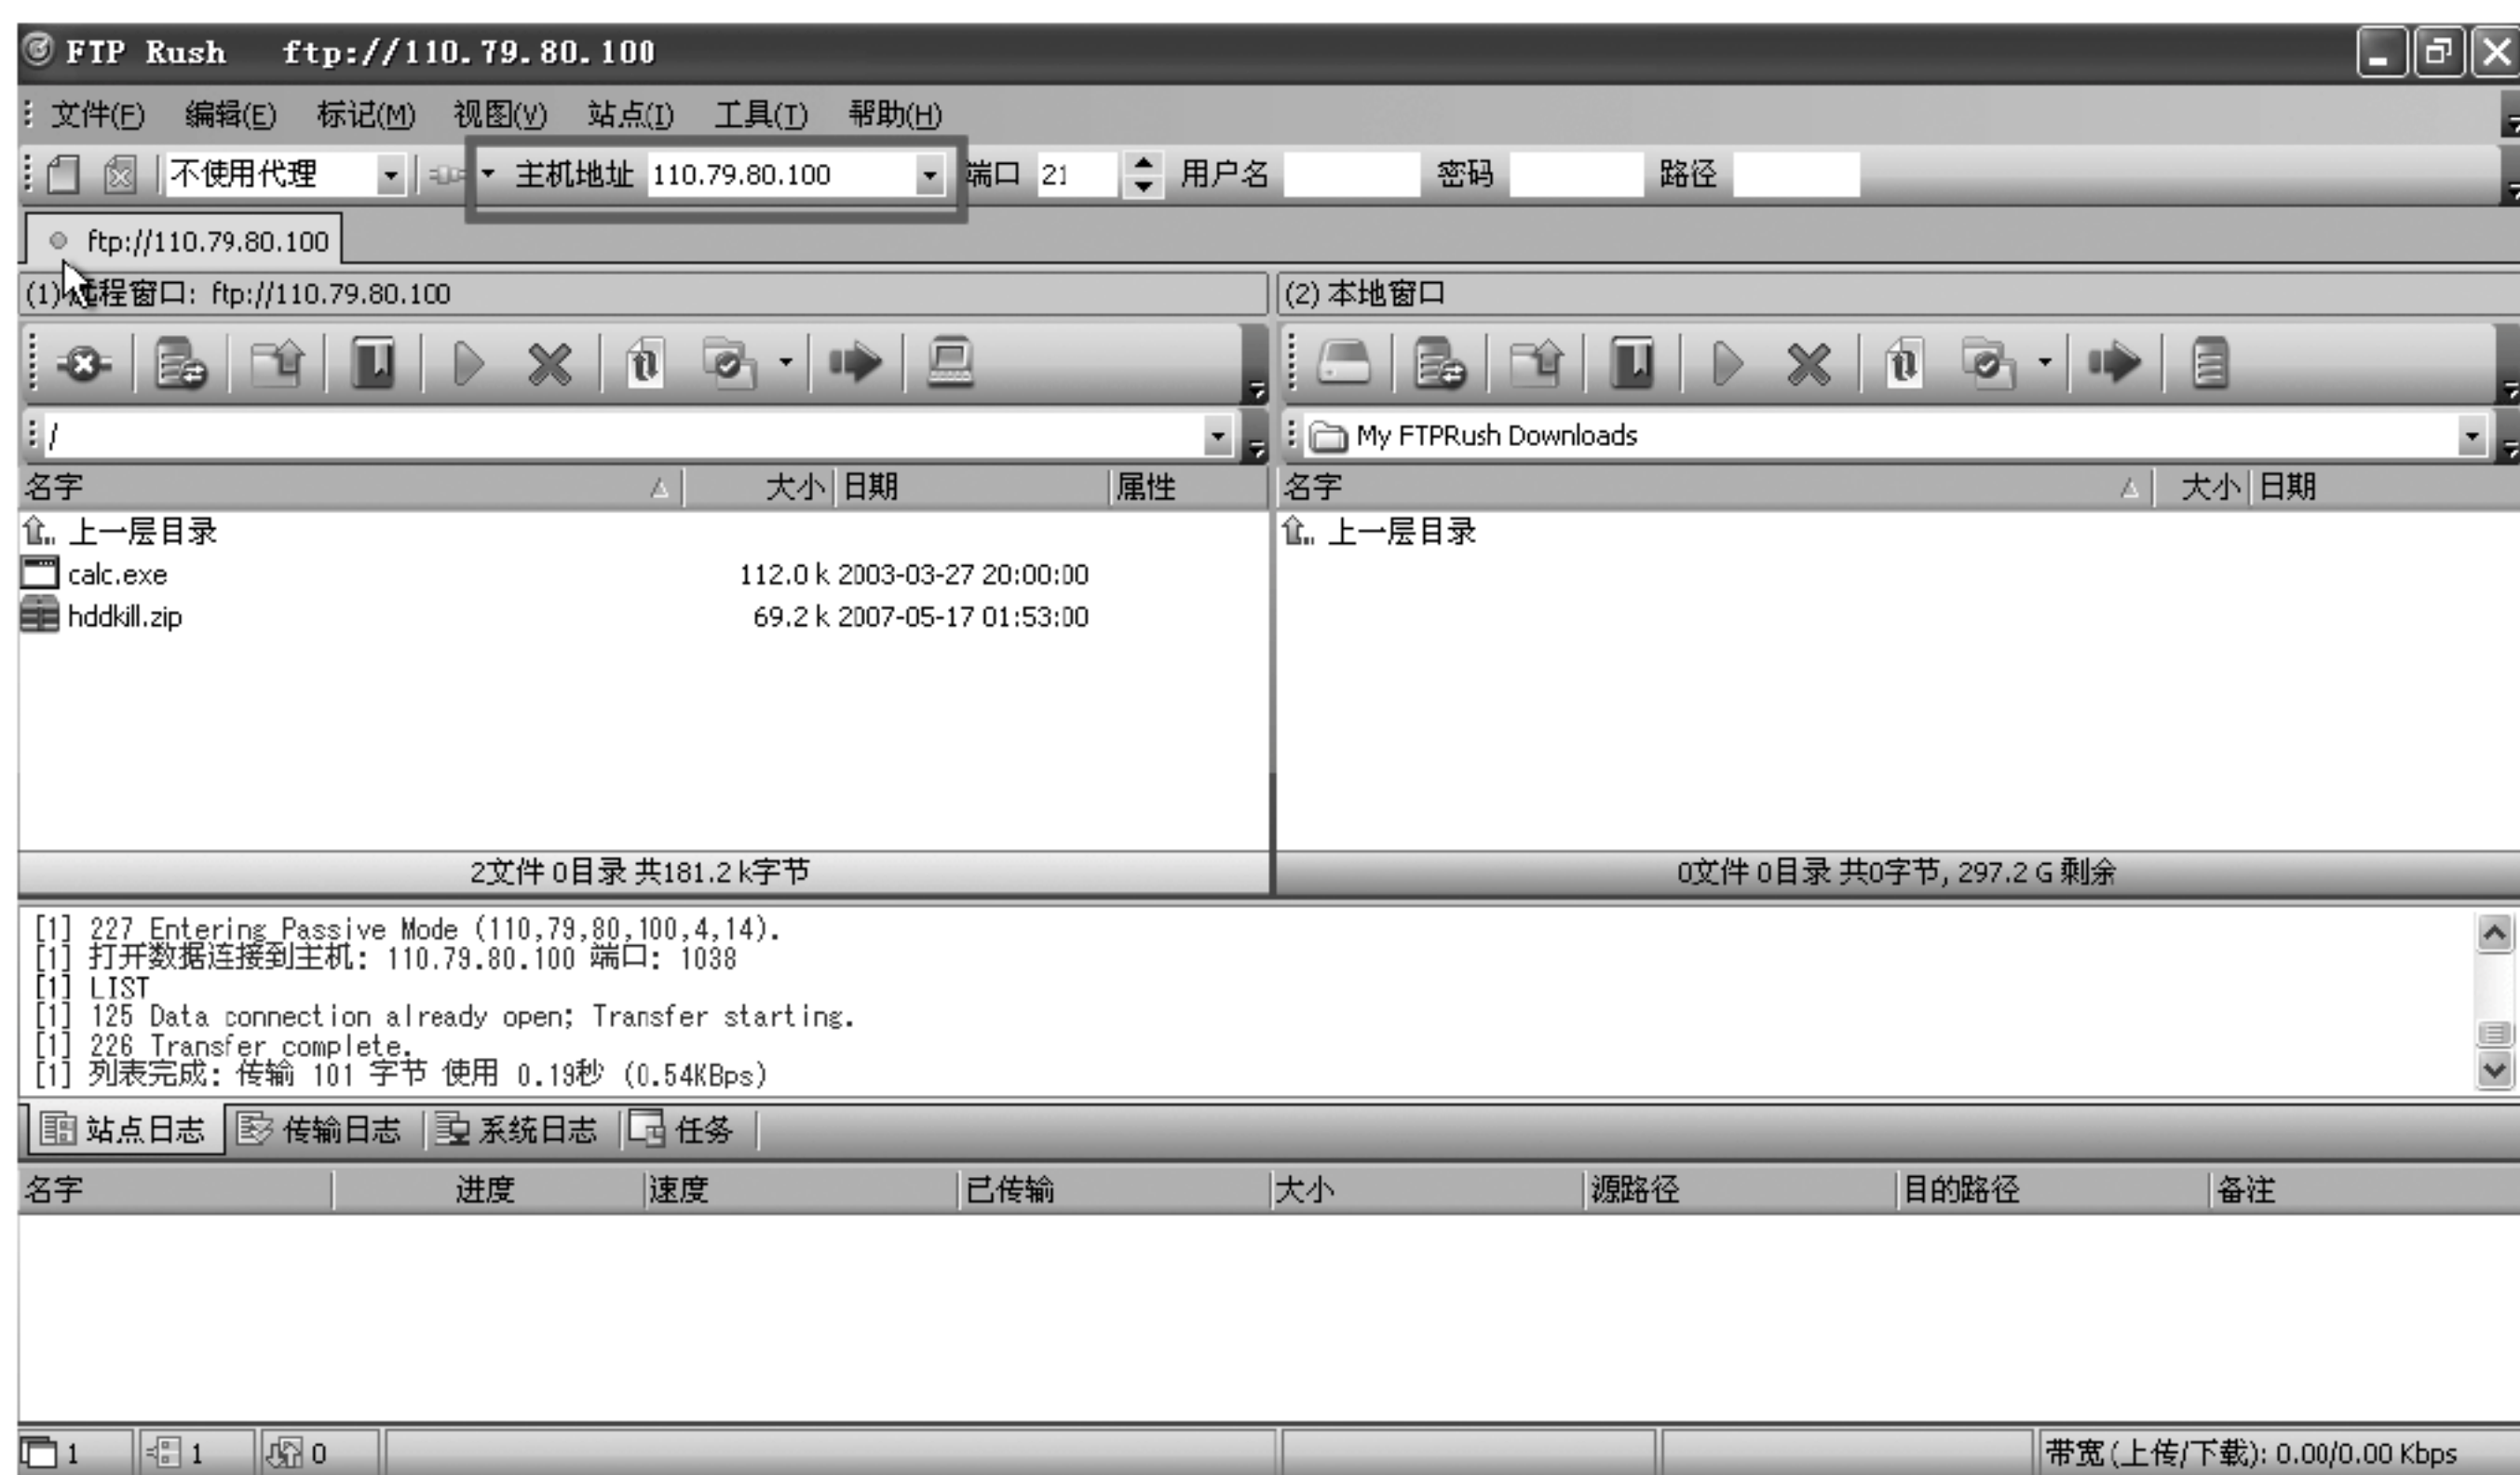 FTP Rush ftp://110.79.80.100
文件(F) 编辑(E) 标记(M) 视图(V) 站点(I) 工具(T) 帮助(H)
不使用代理 主机地址 110.79.80.100 端口 21 用户名 密码 路径
ftp://110.79.80.100
(1) 远程窗口: ftp://110.79.80.100 (2) 本地窗口
/ My FTPRush Downloads
名字 大小 日期 属性 名字 大小 日期
上一层目录 上一层目录
calc.exe 112.0 k 2003-03-27 20:00:00
hddkill.zip 69.2 k 2007-05-17 01:53:00
2文件 0目录 共181.2 k字节 0文件 0目录 共0字节, 297.2 G 剩余
[1] 227 Entering Passive Mode (110,79,80,100,4,14).
[1] 打开数据连接到主机: 110.79.80.100 端口: 1038
[1] LIST
[1] 125 Data connection already open; Transfer starting.
[1] 226 Transfer complete.
[1] 列表完成: 传输 101 字节 使用 0.19秒 (0.54KBps)
站点日志 传输日志 系统日志 任务
名字 进度 速度 已传输 大小 源路径 目的路径 备注
1 1 0 带宽(上传/下载): 0.00/0.00 Kbps